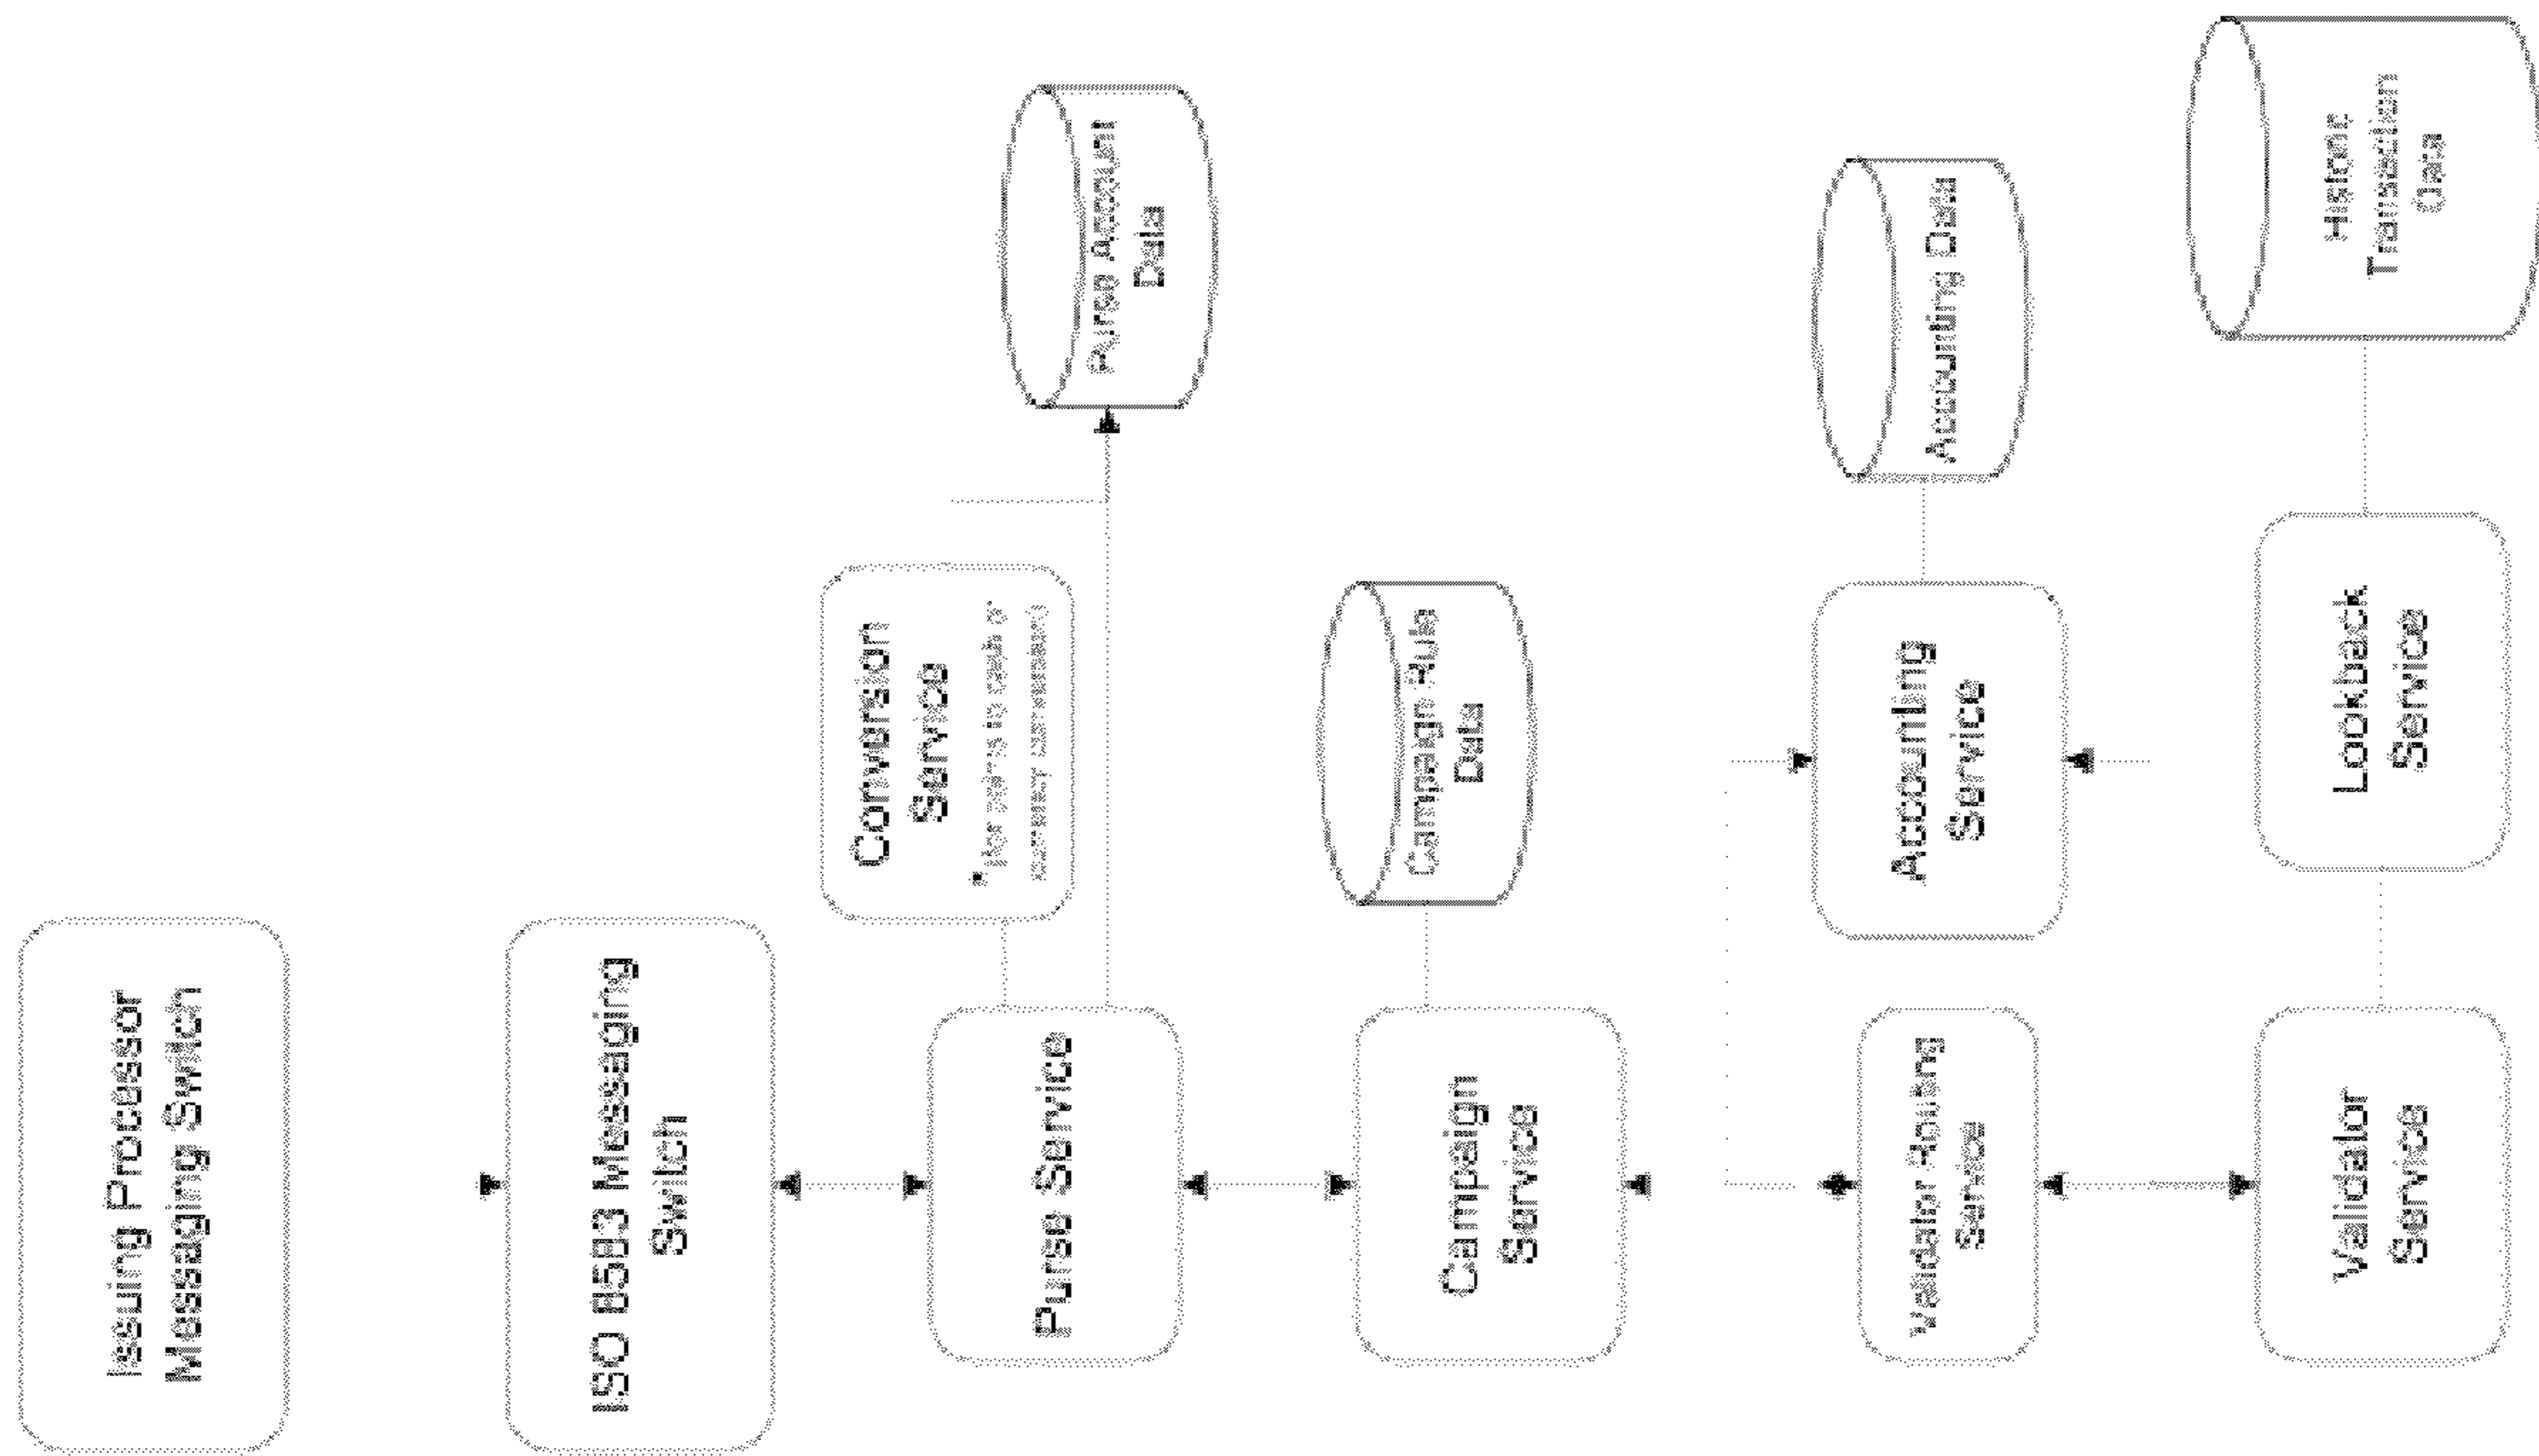 Issuing Processor
Messaging Switch
ISO 8583 Messaging
Switch
Conversion
Service
Purse Service
Purse Account
Data
Campaign Rule
Data
Campaign
Service
Accounting Data
Accounting
Service
Validator Routing
Service
Historic
Transaction
Data
Lookback
Service
Validator
Service